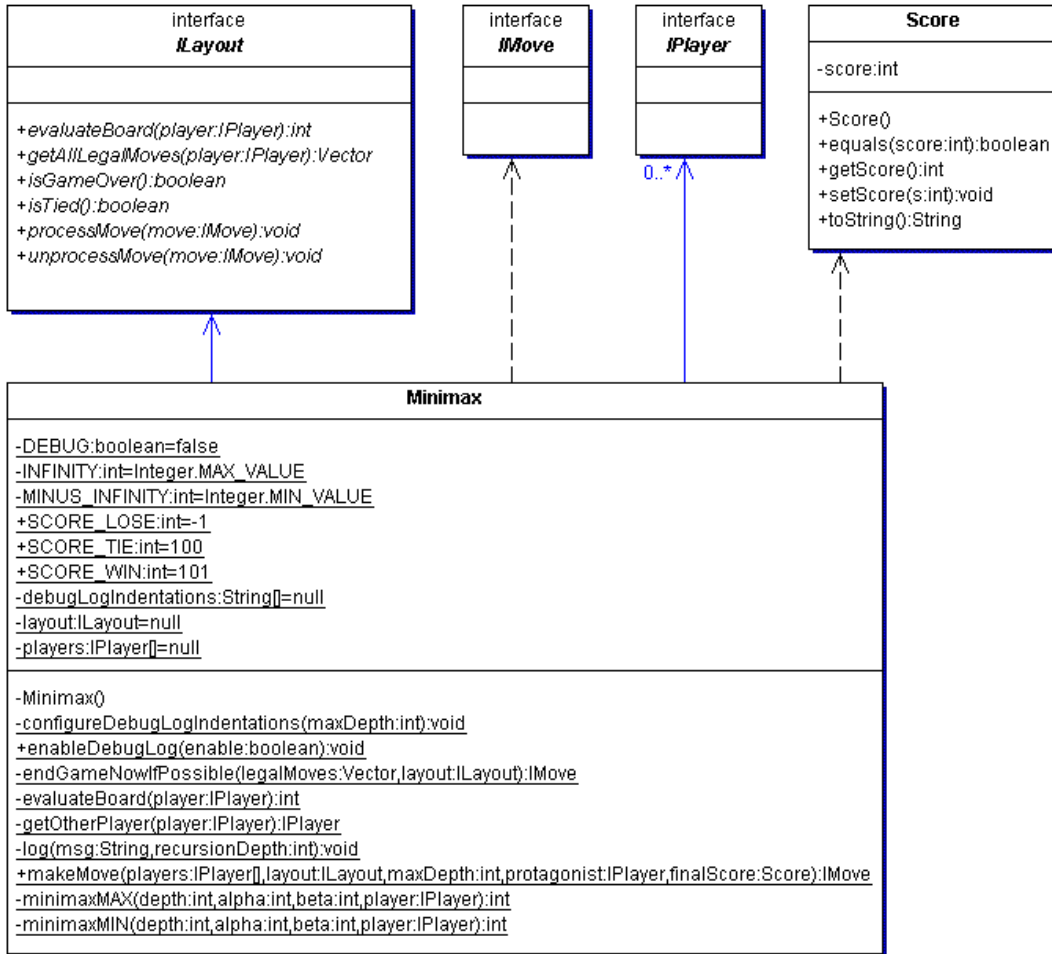 interface
ILayout
+evaluateBoard(player:IPlayer):int
+getAllLegalMoves(player:IPlayer):Vector
+isGameOver():boolean
+isTied():boolean
+processMove(move:IMove):void
+unprocessMove(move:IMove):void
interface
IMove
interface
IPlayer
Score
-score:int
+Score()
+equals(score:int):boolean
+getScore():int
+setScore(s:int):void
+toString():String
0..*
Minimax
-DEBUG:boolean=false
-INFINITY:int=Integer.MAX_VALUE
-MINUS_INFINITY:int=Integer.MIN_VALUE
+SCORE_LOSE:int=-1
+SCORE_TIE:int=100
+SCORE_WIN:int=101
-debugLogIndentations:String[]=null
-layout:ILayout=null
-players:IPlayer[]=null
-Minimax()
-configureDebugLogIndentations(maxDepth:int):void
+enableDebugLog(enable:boolean):void
-endGameNowIfPossible(legalMoves:Vector,layout:ILayout):IMove
-evaluateBoard(player:IPlayer):int
-getOtherPlayer(player:IPlayer):IPlayer
-log(msg:String,recursionDepth:int):void
+makeMove(players:IPlayer[],layout:ILayout,maxDepth:int,protagonist:IPlayer,finalScore:Score):IMove
-minimaxMAX(depth:int,alpha:int,beta:int,player:IPlayer):int
-minimaxMIN(depth:int,alpha:int,beta:int,player:IPlayer):int